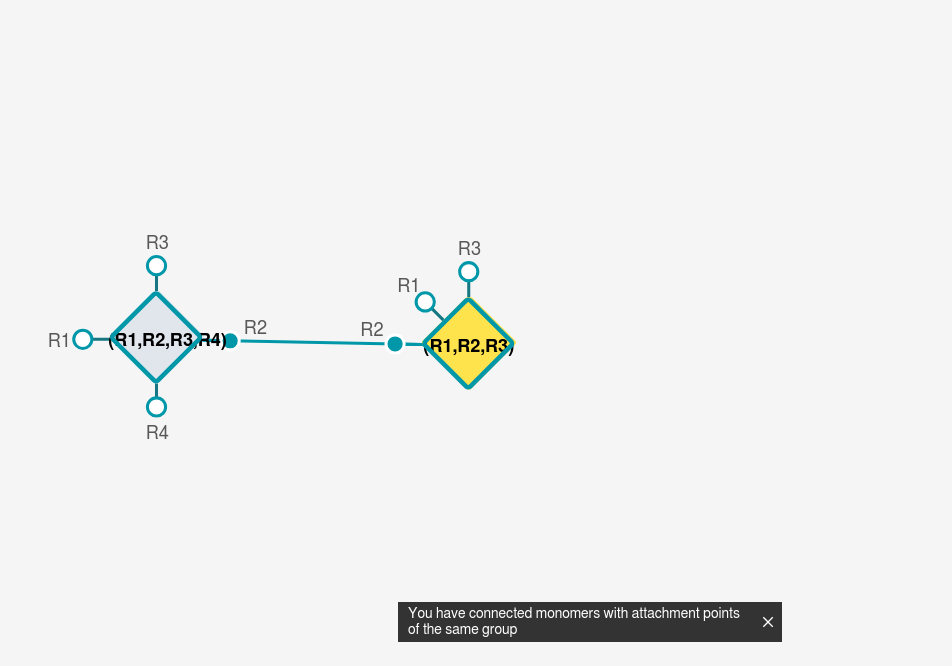 R3
R1
(R1,R2,R3,R4)
R2
R4
R3
R1
R2
(R1,R2,R3)
You have connected monomers with attachment points
of the same group